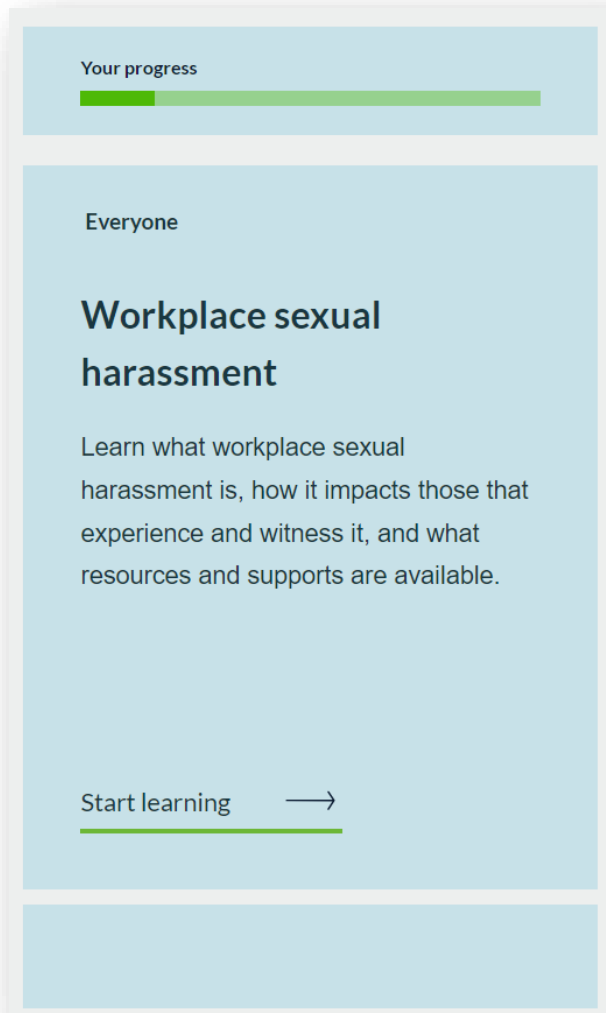 Your progress
Everyone
Workplace sexual
harassment
Learn what workplace sexual
harassment is, how it impacts those that
experience and witness it, and what
resources and supports are available.
Start learning